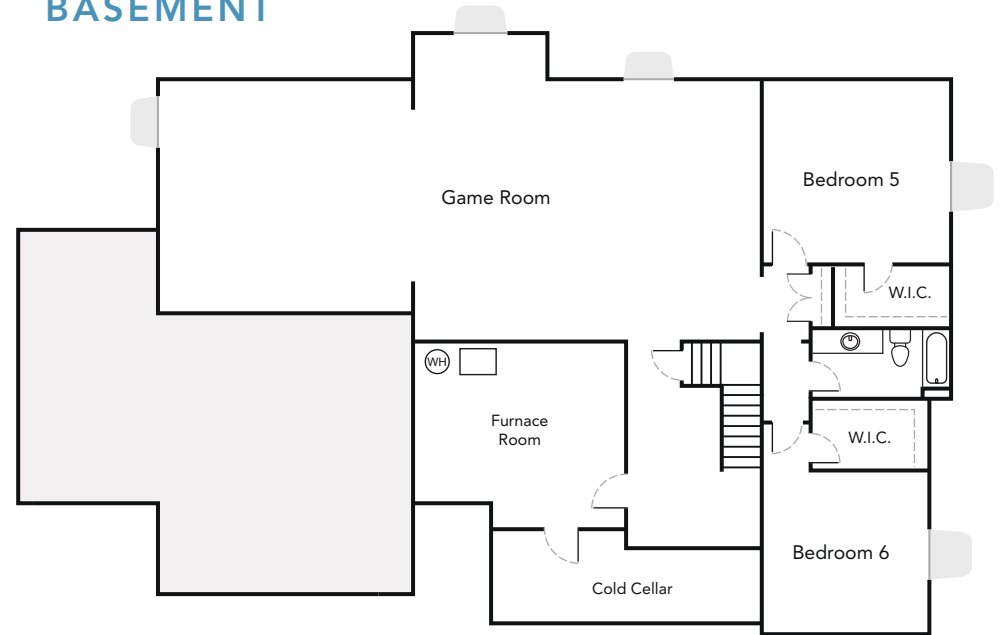 BASEMENT
Bedroom 5
Game Room
W.I.C.
WH
Furnace
Room
W.I.C.
Bedroom 6
Cold Cellar